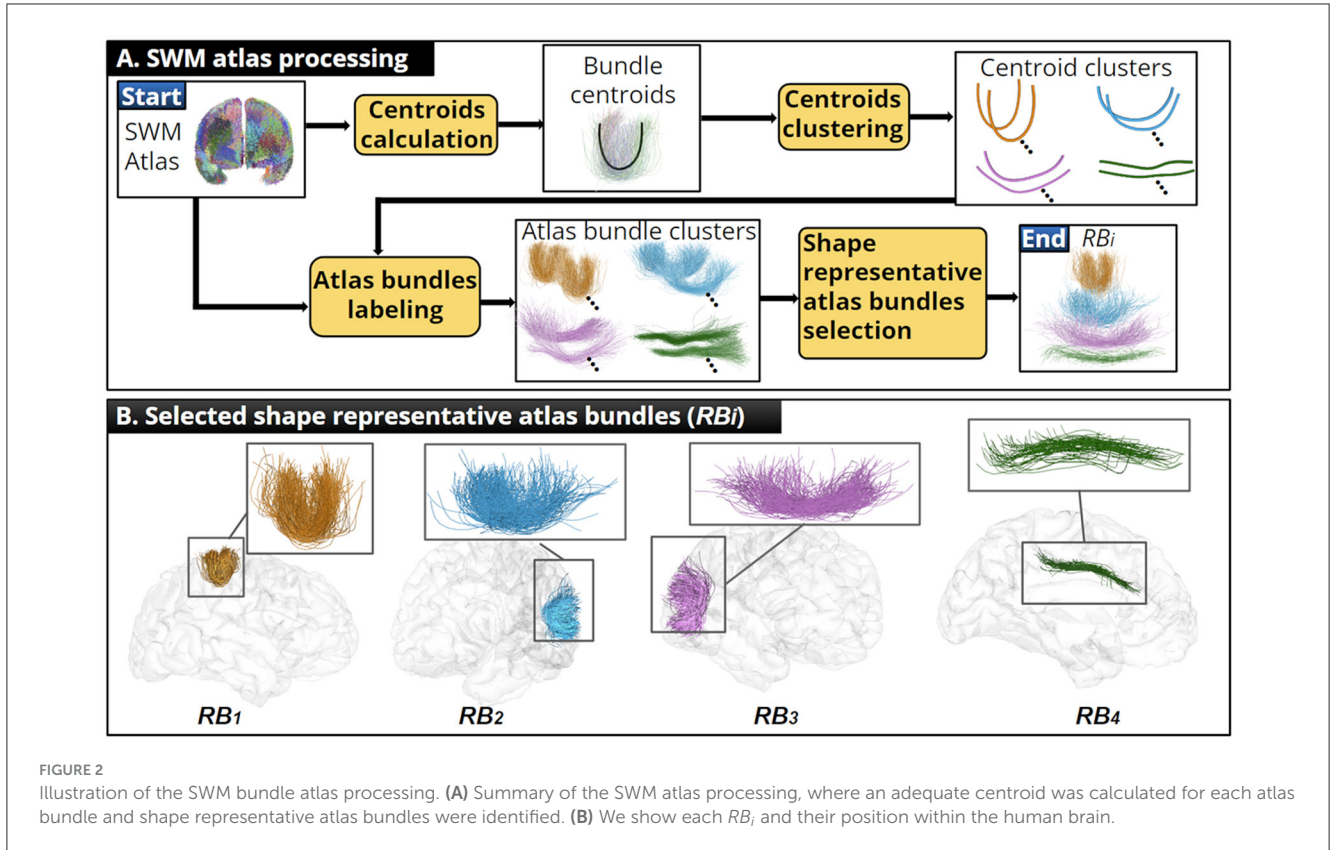 A. SWM atlas processing
Start
SWM
Atlas
Centroids
calculation
Bundle
centroids
Centroids
clustering
Centroid clusters
Atlas bundles
labeling
Atlas bundle clusters
Shape
representative
atlas bundles
selection
End RBi
B. Selected shape representative atlas bundles (RBi)
RB1
RB2
RB3
RB4
FIGURE 2
Illustration of the SWM bundle atlas processing. (A) Summary of the SWM atlas processing, where an adequate centroid was calculated for each atlas
bundle and shape representative atlas bundles were identified. (B) We show each RBi and their position within the human brain.